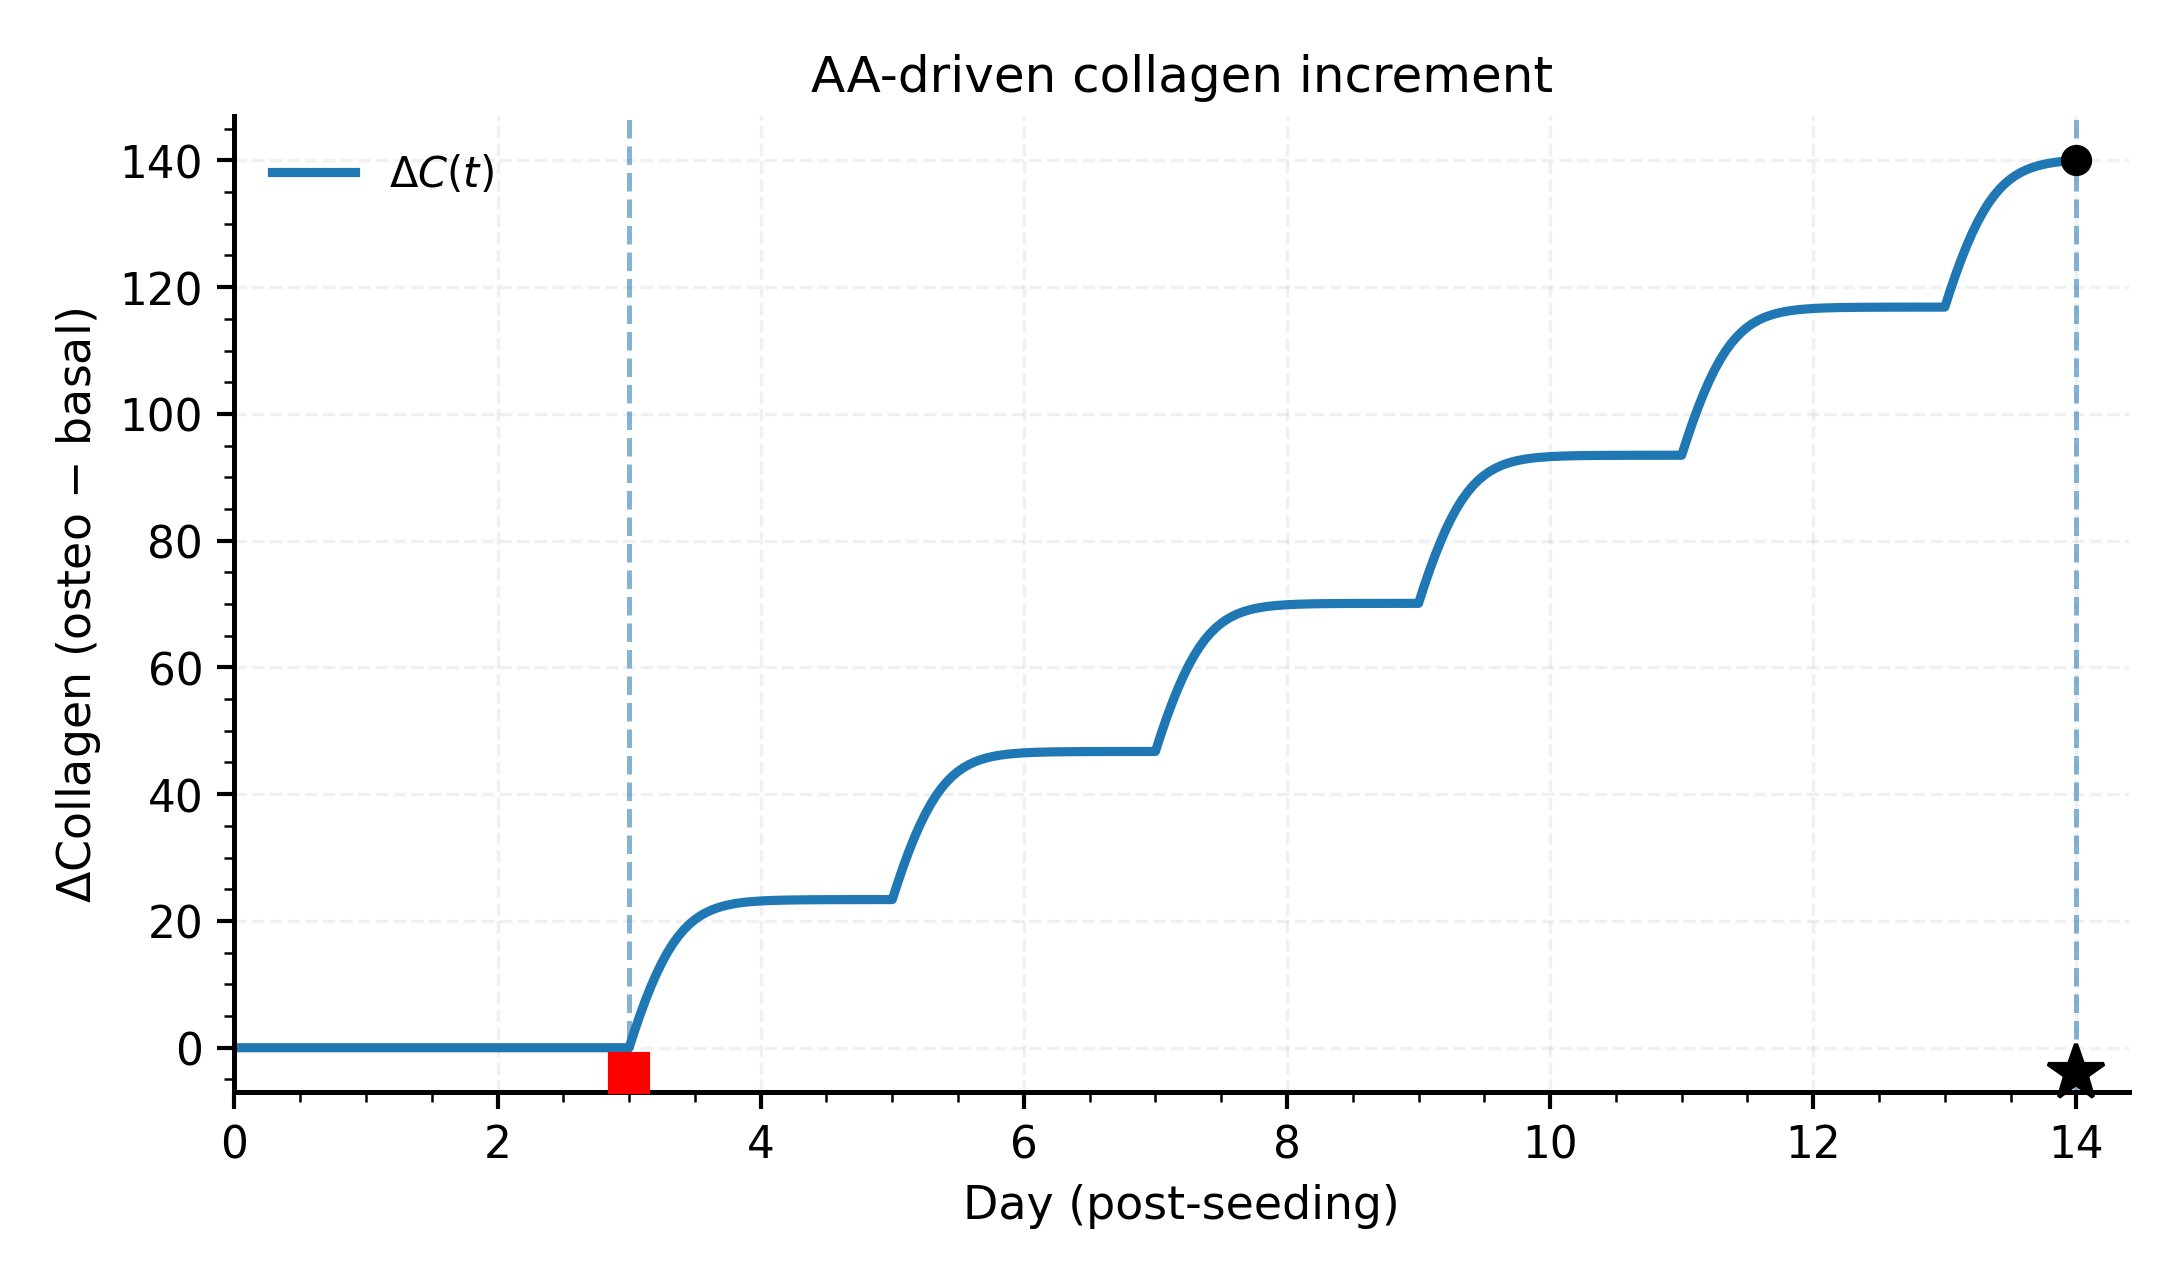 AA-driven collagen increment
ΔC(t)
ΔCollagen (osteo − basal)
140
120
100
80
60
40
20
0
0 2 4 6 8 10 12 14
Day (post-seeding)